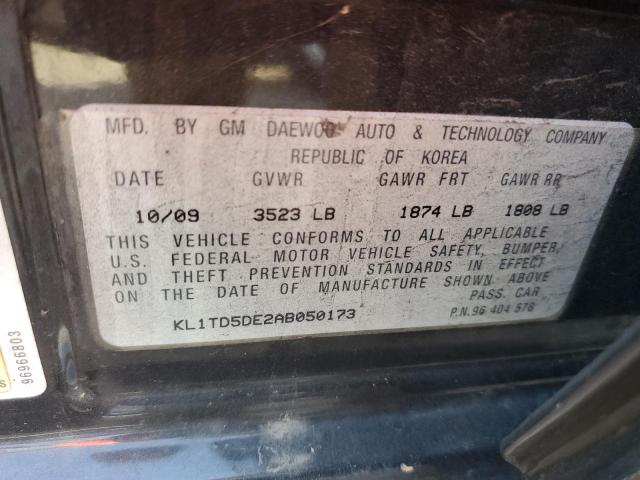 MFD. BY GM DAEWOO AUTO & TECHNOLOGY COMPANY
REPUBLIC OF KOREA
DATE GVWR GAWR FRT GAWR RR
10/09 3523 LB 1874 LB 1808 LB
THIS VEHICLE CONFORMS TO ALL APPLICABLE
U.S. FEDERAL MOTOR VEHICLE SAFETY, BUMPER,
AND THEFT PREVENTION STANDARDS IN EFFECT
ON THE DATE OF MANUFACTURE SHOWN ABOVE
PASS. CAR
KL1TD5DE2AB050173
P.N.96 404 578
96966803
S